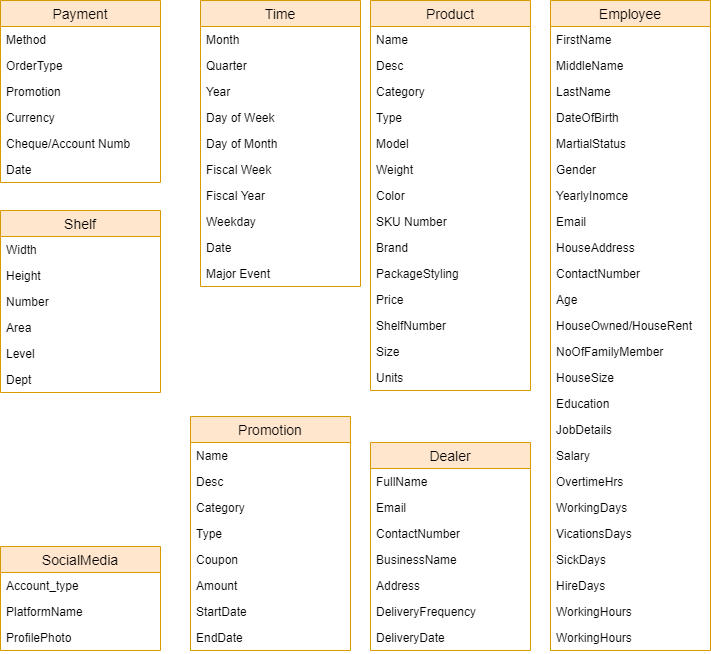 Payment
Method
OrderType
Promotion
Currency
Cheque/Account Numb
Date
Shelf
Width
Height
Number
Area
Level
Dept
SocialMedia
Account_type
PlatformName
ProfilePhoto
Time
Month
Quarter
Year
Day of Week
Day of Month
Fiscal Week
Fiscal Year
Weekday
Date
Major Event
Promotion
Name
Desc
Category
Type
Coupon
Amount
StartDate
EndDate
Product
Name
Desc
Category
Type
Model
Weight
Color
SKU Number
Brand
PackageStyling
Price
ShelfNumber
Size
Units
Dealer
FullName
Email
ContactNumber
BusinessName
Address
DeliveryFrequency
DeliveryDate
Employee
FirstName
MiddleName
LastName
DateOfBirth
MartialStatus
Gender
YearlyInomce
Email
HouseAddress
ContactNumber
Age
HouseOwned/HouseRent
NoOfFamilyMember
HouseSize
Education
JobDetails
Salary
OvertimeHrs
WorkingDays
VicationsDays
SickDays
HireDays
WorkingHours
WorkingHours